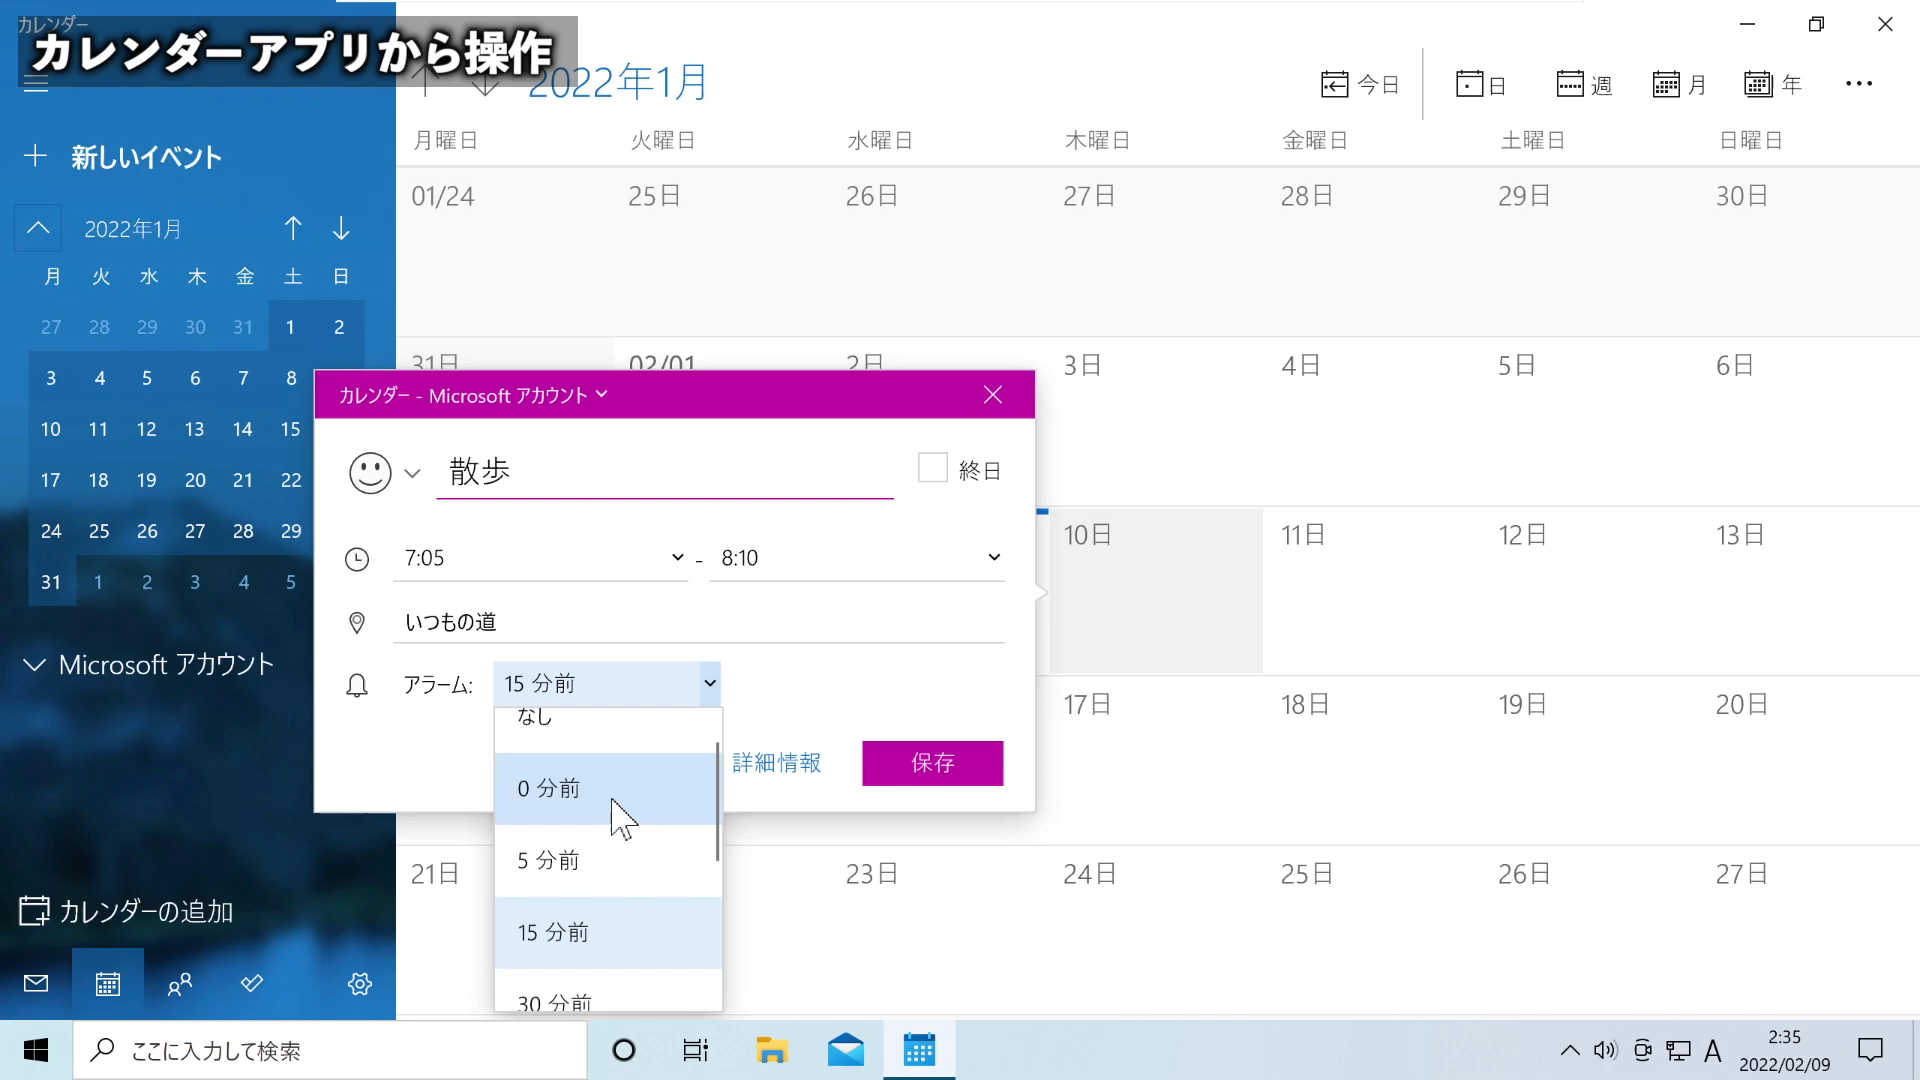 カレンダー
カレンダーアプリから操作
2022年1月
今日
日
週
月
年
月曜日
火曜日
水曜日
木曜日
金曜日
土曜日
日曜日
新しいイベント
2022年1月
月 火 水 木 金 土 日
27 28 29 30 31 1 2
3 4 5 6 7 8
10 11 12 13 14 15
17 18 19 20 21 22
24 25 26 27 28 29
31 1 2 3 4 5
Microsoft アカウント
カレンダーの追加
01/24 25日 26日 27日 28日 29日 30日
31日 02/01 2日 3日 4日 5日 6日
10日 11日 12日 13日
17日 18日 19日 20日
21日 23日 24日 25日 26日 27日
カレンダー - Microsoft アカウント
散歩
終日
7:05 - 8:10
いつもの道
アラーム: 15 分前
なし
0 分前
5 分前
15 分前
30 分前
詳細情報
保存
ここに入力して検索
A
2:35
2022/02/09